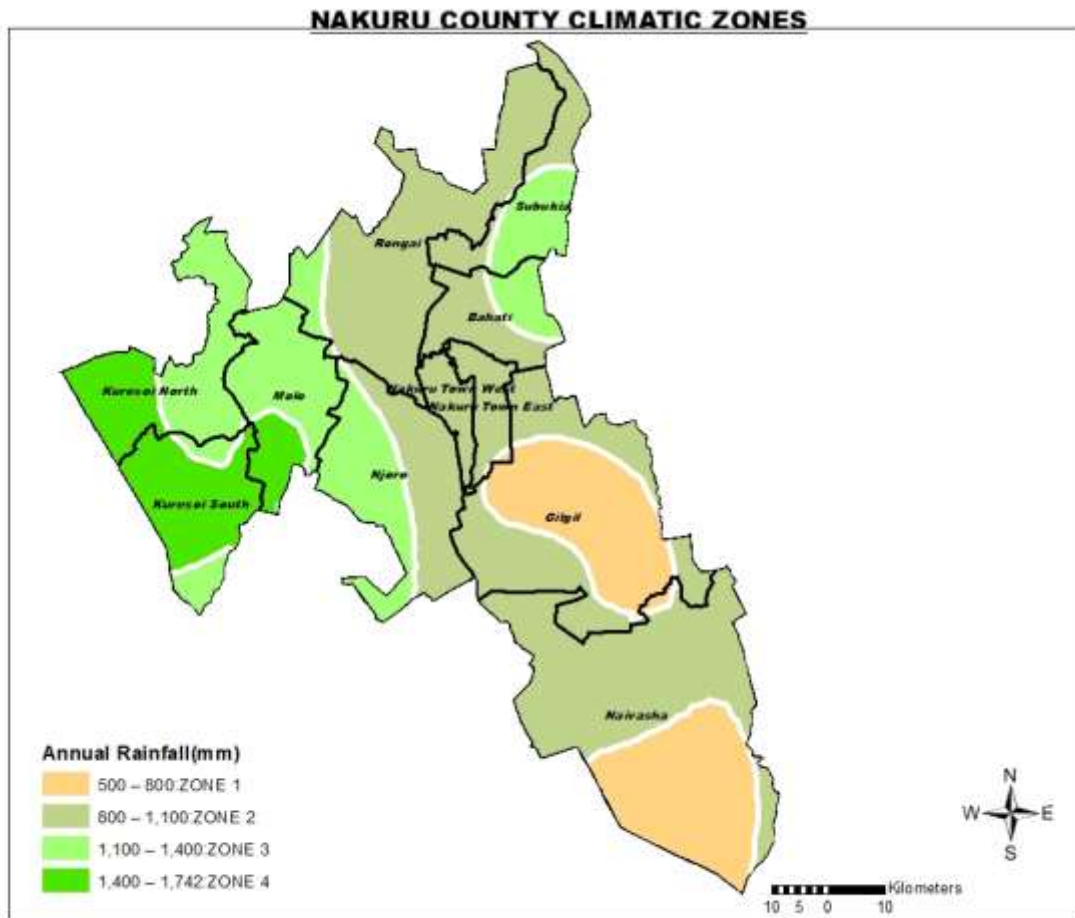 NAKURU COUNTY CLIMATIC ZONES
Subukia
Rongai
Bahati
Kuresoi North
Molo
Nakuru Town West
Nakuru Town East
Njoro
Kuresoi South
Gilgil
Naivasha
Annual Rainfall(mm)
500 – 800:ZONE 1
800 – 1,100:ZONE 2
1,100 – 1,400:ZONE 3
1,400 – 1,742:ZONE 4
N
W E
S
Kilometers
10 5 0 10